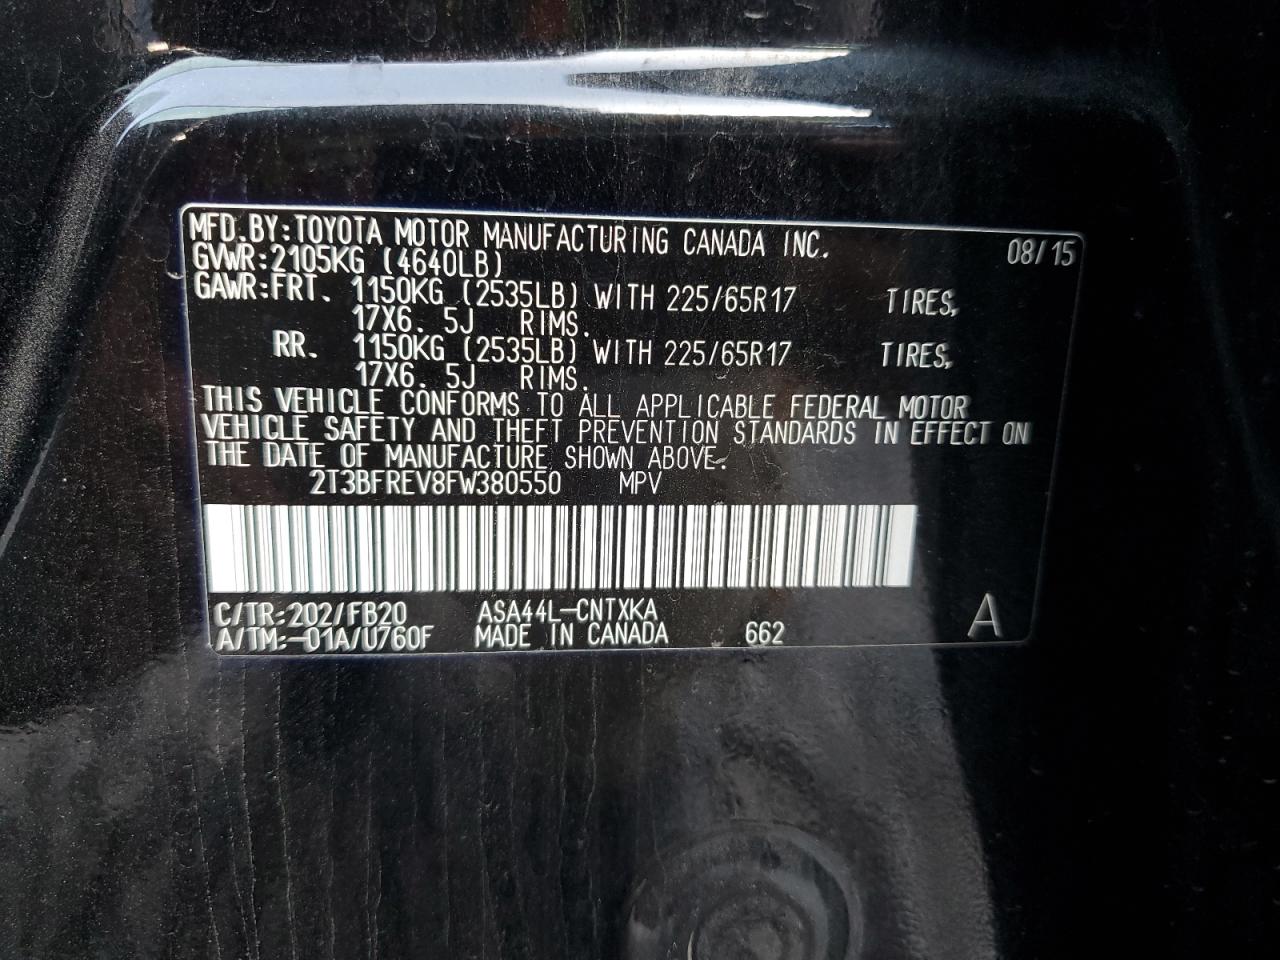 MFD.BY:TOYOTA MOTOR MANUFACTURING CANADA INC. 08/15
GVWR:2105KG (4640LB)
GAWR:FRT. 1150KG (2535LB) WITH 225/65R17 TIRES,
17X6. 5J RIMS.
RR. 1150KG (2535LB) WITH 225/65R17 TIRES,
17X6. 5J RIMS.
THIS VEHICLE CONFORMS TO ALL APPLICABLE FEDERAL MOTOR
VEHICLE SAFETY AND THEFT PREVENTION STANDARDS IN EFFECT ON
THE DATE OF MANUFACTURE SHOWN ABOVE.
2T3BFREV8FW380550 MPV
C/TR:202/FB20 ASA44L-CNTXKA A
A/TM:-01A/U760F MADE IN CANADA 662